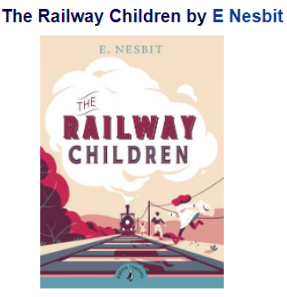 The Railway Children by E Nesbit
E. NESBIT
THE
RAILWAY
CHILDREN